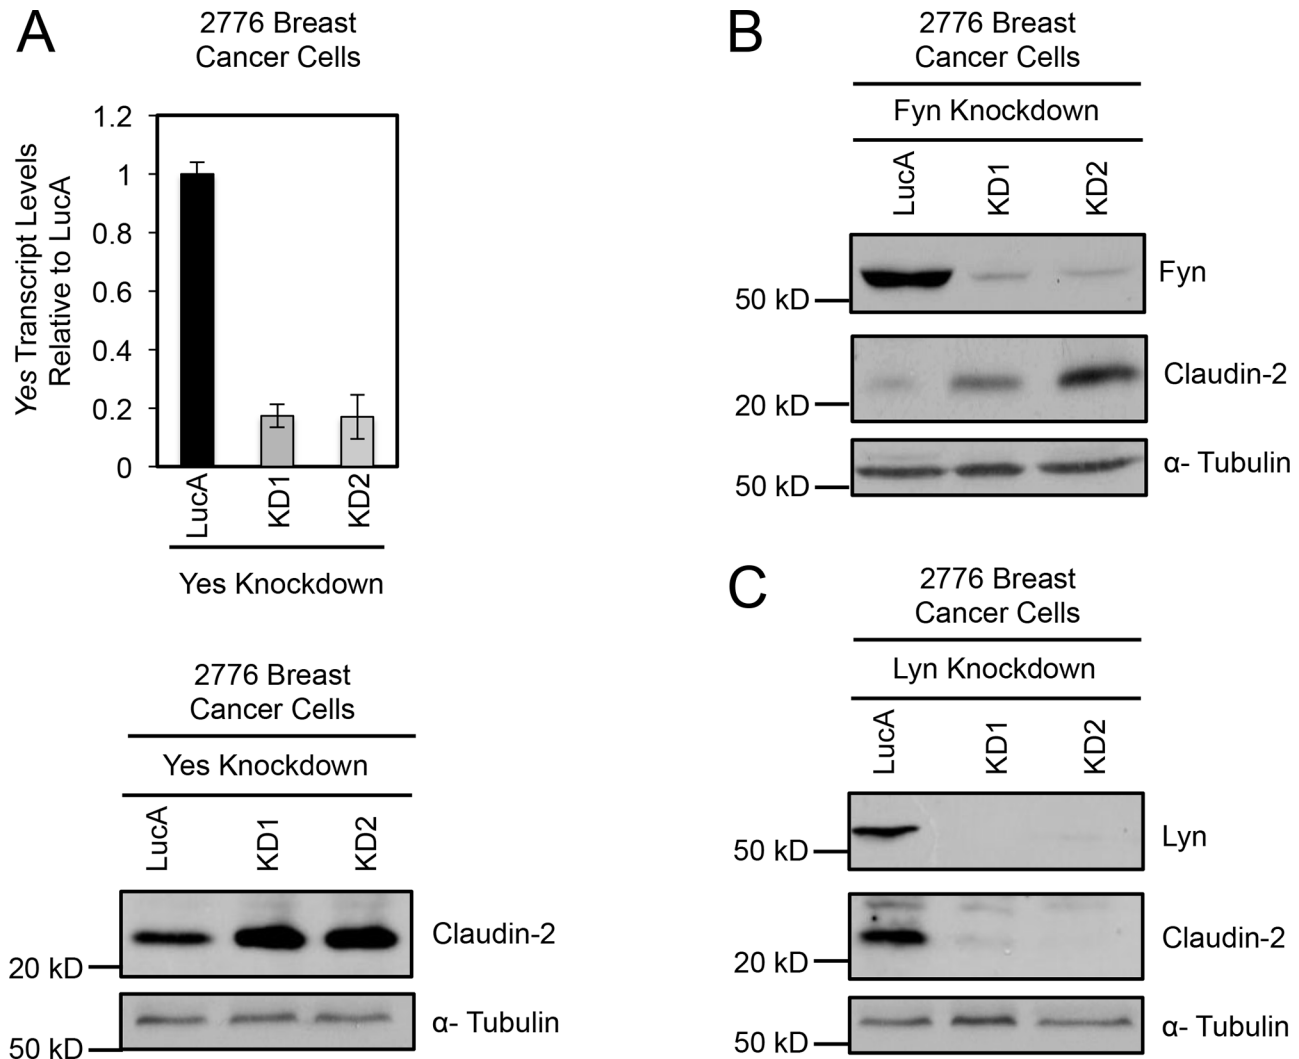 A
2776 Breast
Cancer Cells
Yes Transcript Levels
Relative to LucA
1.2
1
0.8
0.6
0.4
0.2
0
LucA
KD1
KD2
Yes Knockdown
2776 Breast
Cancer Cells
Yes Knockdown
LucA
KD1
KD2
Claudin-2
20 kD
α- Tubulin
50 kD
B
2776 Breast
Cancer Cells
Fyn Knockdown
LucA
KD1
KD2
Fyn
50 kD
Claudin-2
20 kD
α- Tubulin
50 kD
C
2776 Breast
Cancer Cells
Lyn Knockdown
LucA
KD1
KD2
Lyn
50 kD
Claudin-2
20 kD
α- Tubulin
50 kD